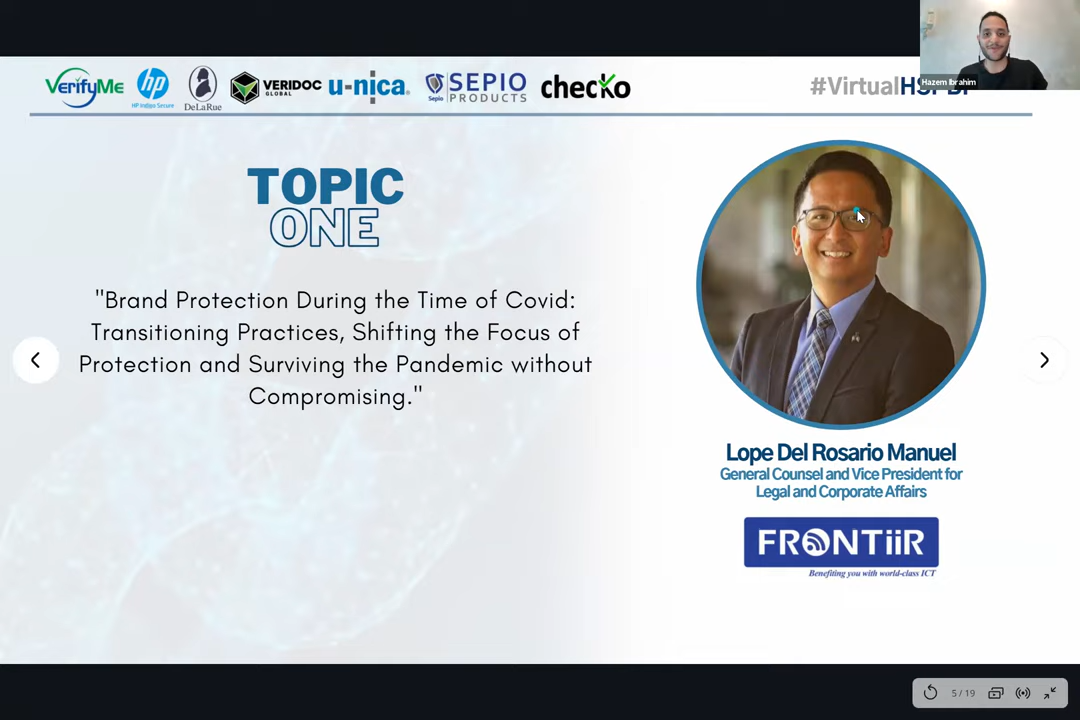 VerifyMe
hp
HP Indigo Secure
DeLaRue
VERIDOC
GLOBAL
u-nica
SEPIO
PRODUCTS
Sepio
checko
#VirtualHSPBP
Hazem Ibrahim
TOPIC
ONE
"Brand Protection During the Time of Covid:
Transitioning Practices, Shifting the Focus of
Protection and Surviving the Pandemic without
Compromising."
Lope Del Rosario Manuel
General Counsel and Vice President for
Legal and Corporate Affairs
FRONTiiR
Benefiting you with world-class ICT
5 / 19